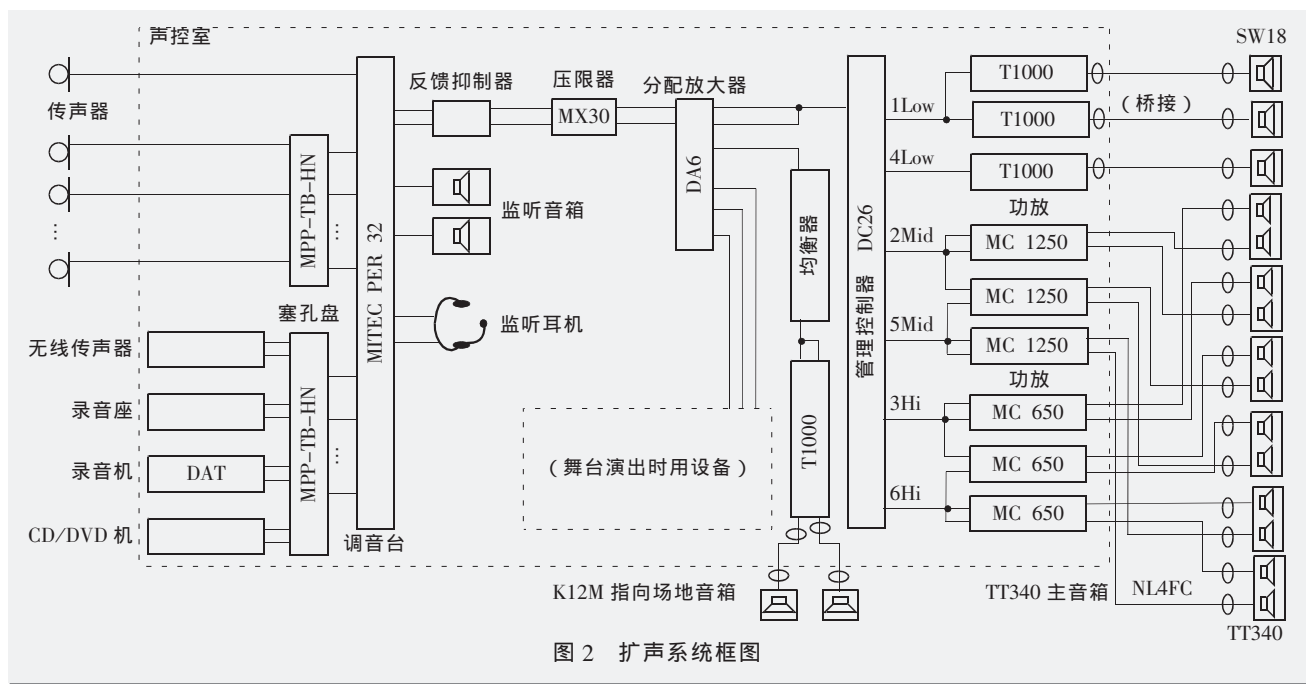 声控室
SW18
传声器
反馈抑制器
压限器
分配放大器
T1000
MX30
1Low
(桥接)
T1000
MPP-TB-HN
DA6
4Low
T1000
监听音箱
功放
⋮
⋮
MITEC PER 32
均衡器
管理控制器 DC26
2Mid
MC 1250
塞孔盘
监听耳机
MC 1250
无线传声器
5Mid
MC 1250
功放
录音座
MPP-TB-HN
3Hi
MC 650
⋮
T1000
录音机
DAT
(舞台演出时用设备)
MC 650
6Hi
MC 650
CD/DVD 机
调音台
K12M 指向场地音箱
TT340 主音箱
NL4FC
TT340
图 2 扩声系统框图